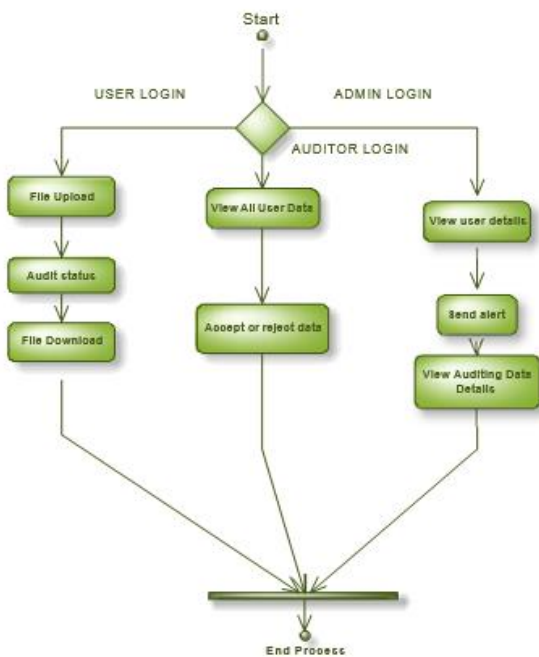 Start
USER LOGIN
ADMIN LOGIN
AUDITOR LOGIN
File Upload
View All User Data
View user details
Audit status
Send alert
File Download
Accept or reject data
View Auditing Data
Details
End Process